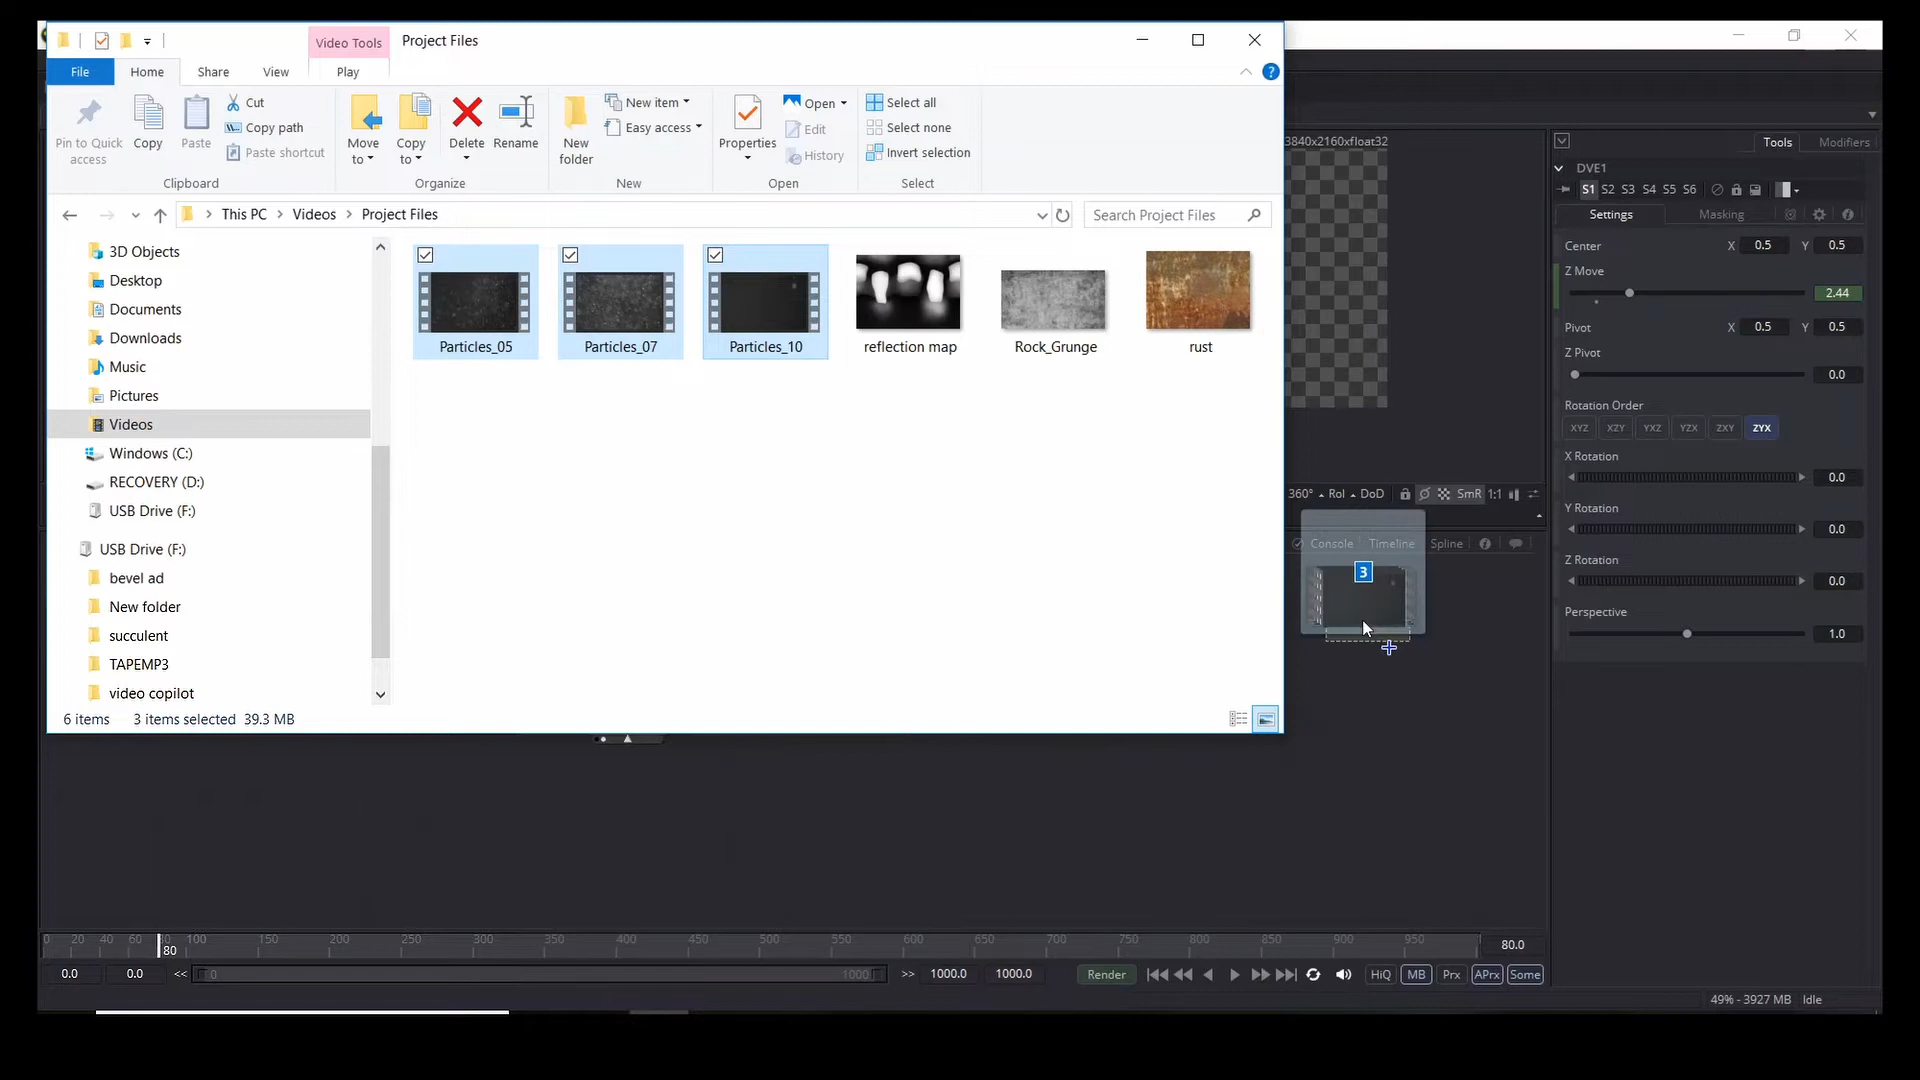 Video Tools
Project Files
File
Home
Share
View
Play
Pin to Quick access
Copy
Paste
Cut
Copy path
Paste shortcut
Clipboard
Move to
Copy to
Delete
Rename
Organize
New folder
New item
Easy access
New
Properties
Open
Edit
History
Open
Select all
Select none
Invert selection
Select
This PC
Videos
Project Files
Search Project Files
3D Objects
Desktop
Documents
Downloads
Music
Pictures
Videos
Windows (C:)
RECOVERY (D:)
USB Drive (F:)
USB Drive (F:)
bevel ad
New folder
succulent
TAPEMP3
video copilot
Particles_05
Particles_07
Particles_10
reflection map
Rock_Grunge
rust
6 items
3 items selected 39.3 MB
3840x2160xfloat32
360° RoI DoD SmR 1:1
Console Timeline Spline
3
Tools
Modifiers
DVE1
S1 S2 S3 S4 S5 S6
Settings
Masking
Center X 0.5 Y 0.5
Z Move
2.44
Pivot X 0.5 Y 0.5
Z Pivot
0.0
Rotation Order
XYZ XZY YXZ YZX ZXY ZYX
X Rotation
0.0
Y Rotation
0.0
Z Rotation
0.0
Perspective
1.0
0 20 40 60 80 100 150 200 250 300 350 400 450 500 550 600 650 700 750 800 850 900 950
80
80.0
0.0 0.0 << 0 1000 >> 1000.0 1000.0
Render
HiQ MB Prx APrx Some
49% - 3927 MB Idle